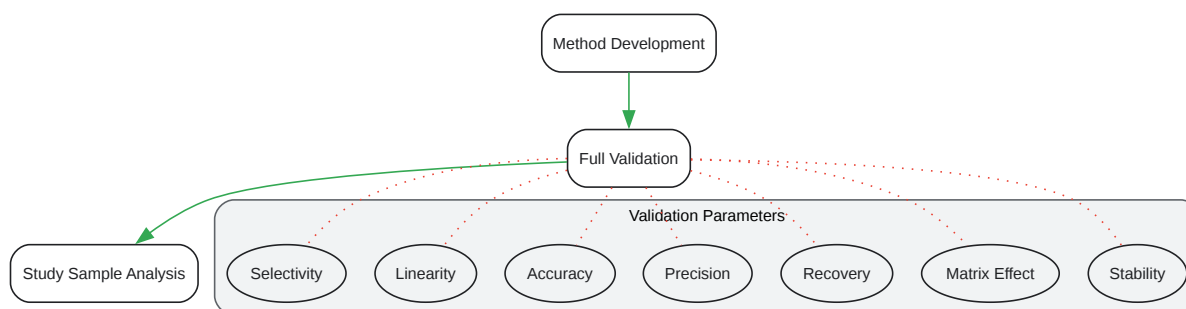 Method Development
Full Validation
Validation Parameters
Study Sample Analysis
Selectivity
Linearity
Accuracy
Precision
Recovery
Matrix Effect
Stability